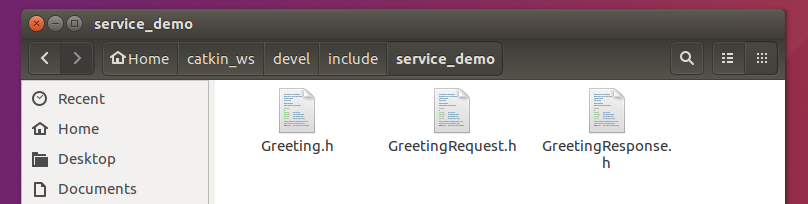 service_demo
Home catkin_ws devel include service_demo
Recent
Home
Desktop
Documents
Greeting.h GreetingRequest.h GreetingResponse.
h